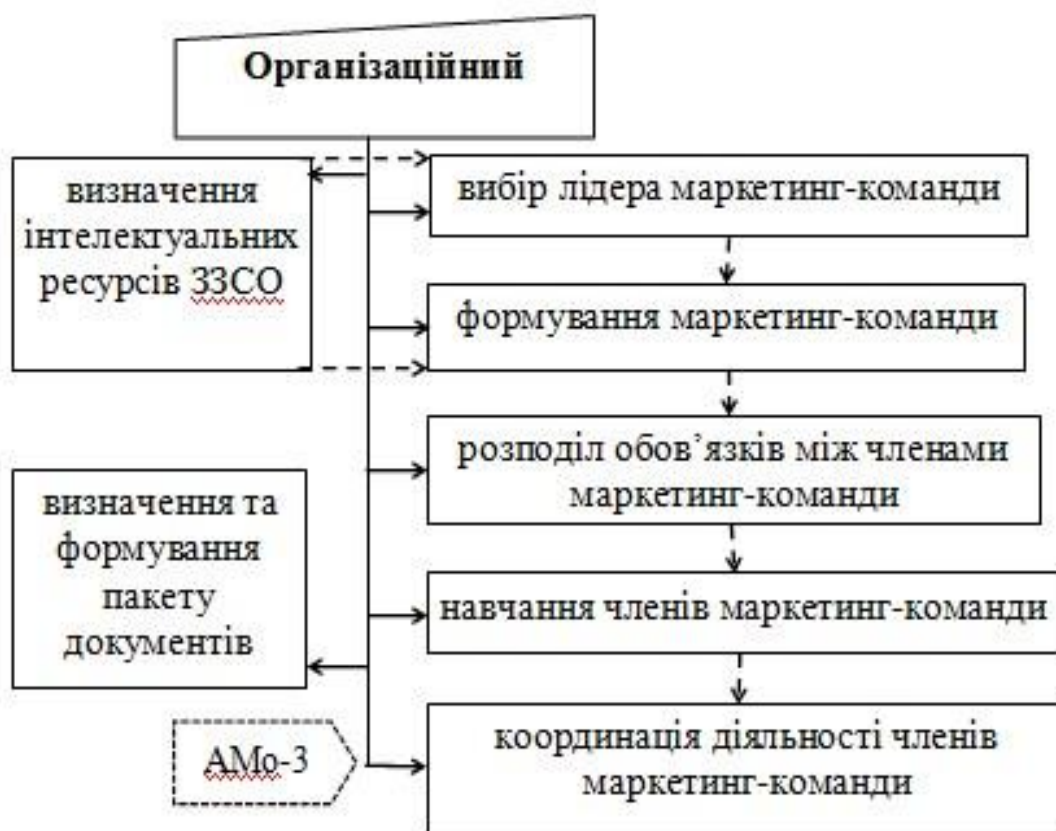 Організаційний
визначення
інтелектуальних
ресурсів ЗЗСО
вибір лідера маркетинг-команди
формування маркетинг-команди
розподіл обов’язків між членами
маркетинг-команди
визначення та
формування
пакету
документів
навчання членів маркетинг-команди
АМо-3
координація діяльності членів
маркетинг-команди